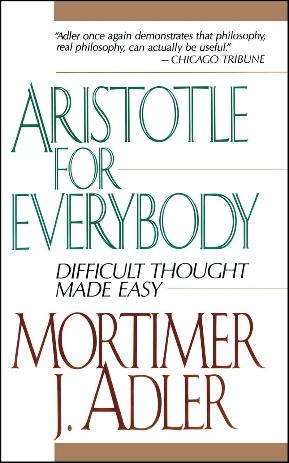 "Adler once again demonstrates that philosophy,
real philosophy, can actually be useful."
— CHICAGO TRIBUNE
ARISTOTLE
FOR
EVERYBODY
DIFFICULT THOUGHT
MADE EASY
MORTIMER
J. ADLER